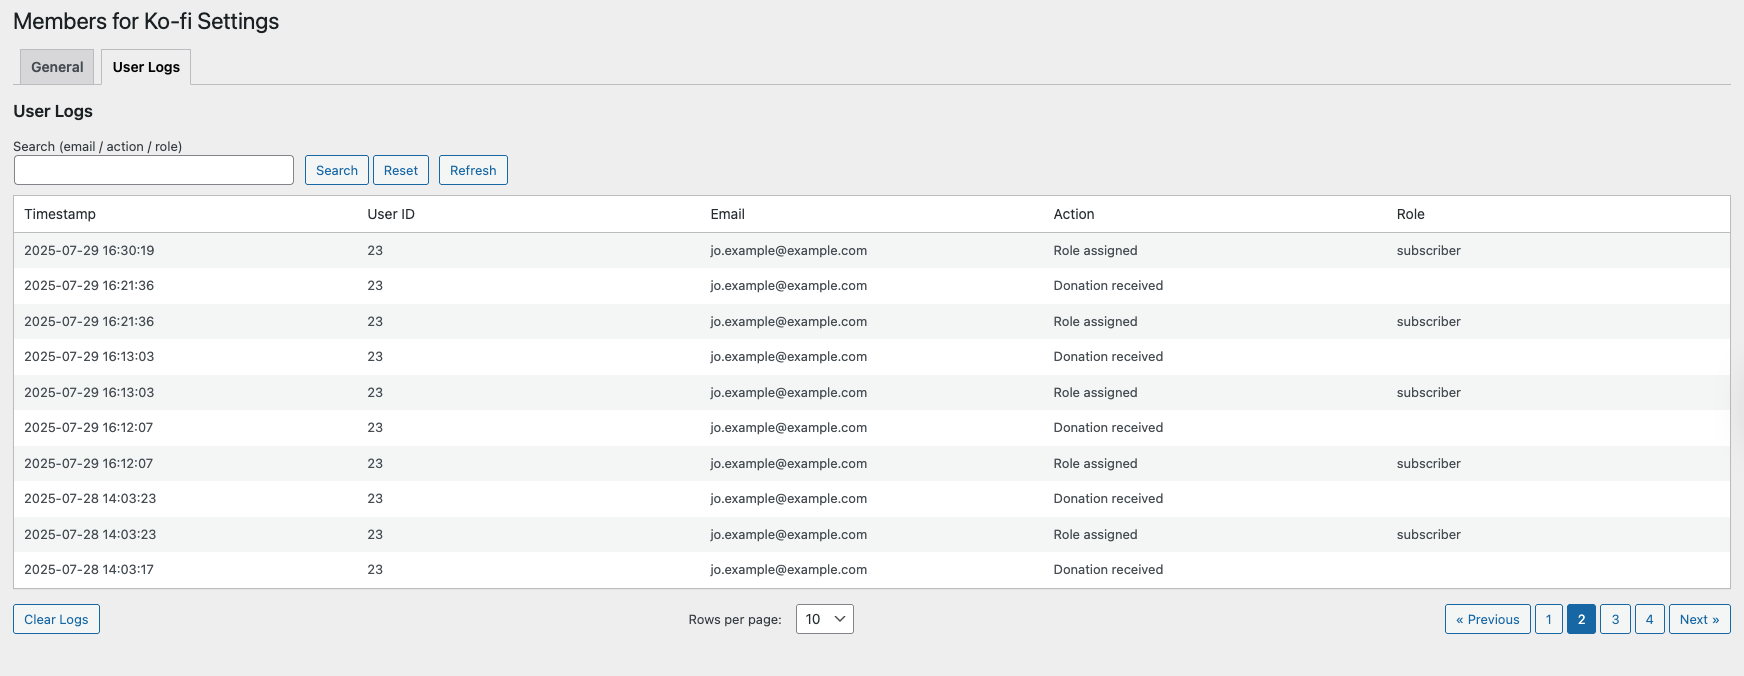 Members for Ko-fi Settings
General User Logs
User Logs
Search (email / action / role)
Search Reset Refresh
Timestamp User ID Email Action Role
2025-07-29 16:30:19 23 jo.example@example.com Role assigned subscriber
2025-07-29 16:21:36 23 jo.example@example.com Donation received
2025-07-29 16:21:36 23 jo.example@example.com Role assigned subscriber
2025-07-29 16:13:03 23 jo.example@example.com Donation received
2025-07-29 16:13:03 23 jo.example@example.com Role assigned subscriber
2025-07-29 16:12:07 23 jo.example@example.com Donation received
2025-07-29 16:12:07 23 jo.example@example.com Role assigned subscriber
2025-07-28 14:03:23 23 jo.example@example.com Donation received
2025-07-28 14:03:23 23 jo.example@example.com Role assigned subscriber
2025-07-28 14:03:17 23 jo.example@example.com Donation received
Clear Logs Rows per page: 10 « Previous 1 2 3 4 Next »